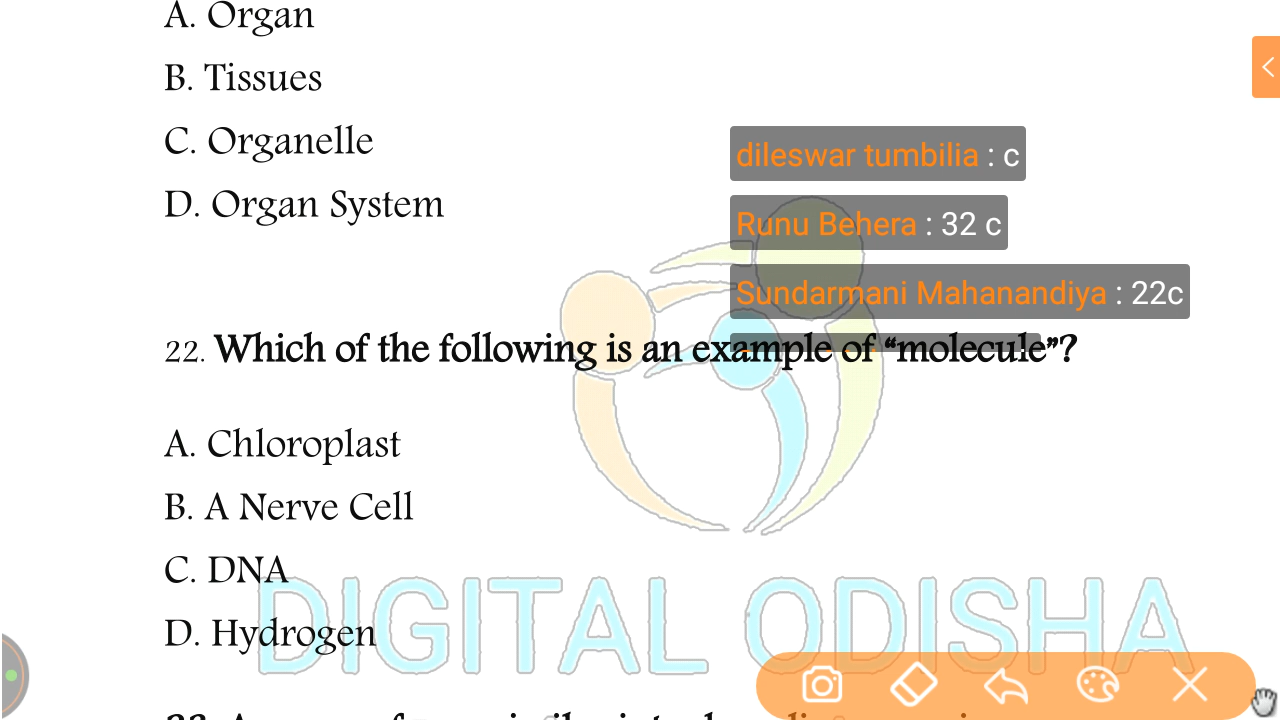 A. Organ
B. Tissues
C. Organelle
D. Organ System
dileswar tumbilia : c
Runu Behera : 32 c
Sundarmani Mahanandiya : 22c
22. Which of the following is an example of “molecule”?
A. Chloroplast
B. A Nerve Cell
C. DNA
D. Hydrogen
DIGITAL ODISHA